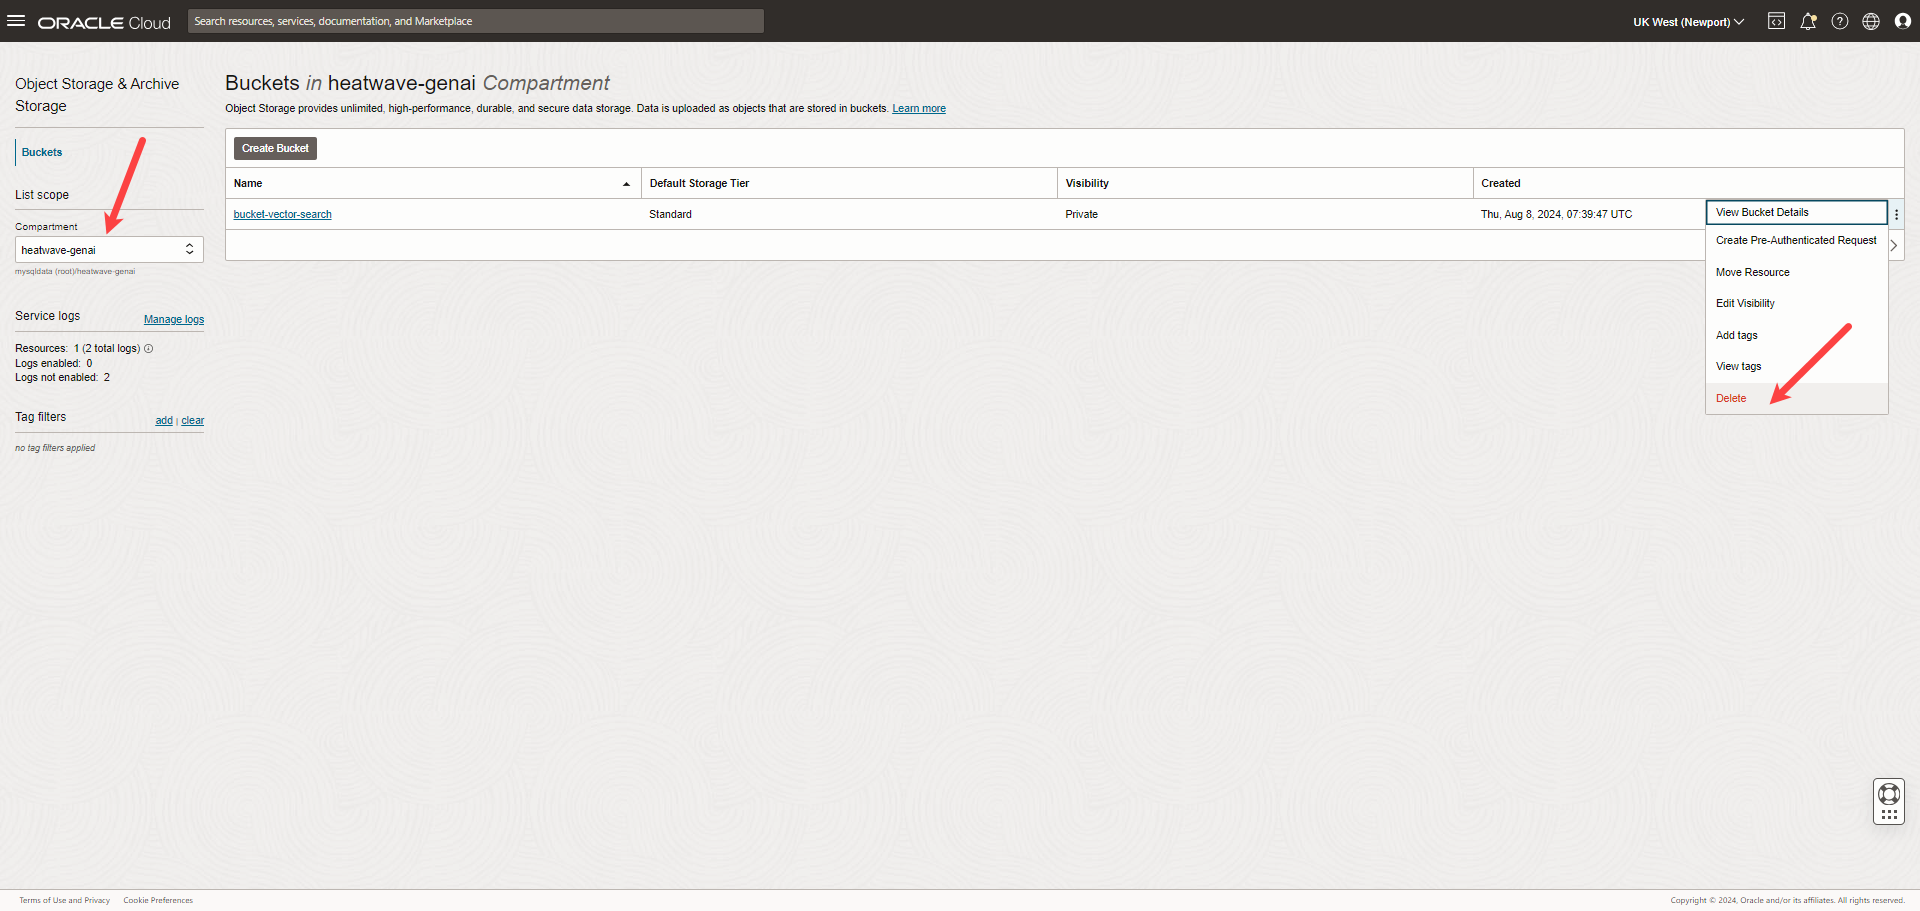 ORACLE Cloud
Search resources, services, documentation, and Marketplace
UK West (Newport)
Object Storage & Archive
Storage
Buckets
List scope
Compartment
heatwave-genai
mysqldata (root)/heatwave-genai
Service logs
Manage logs
Resources: 1 (2 total logs)
Logs enabled: 0
Logs not enabled: 2
Tag filters
add | clear
no tag filters applied
Buckets in heatwave-genai Compartment
Object Storage provides unlimited, high-performance, durable, and secure data storage. Data is uploaded as objects that are stored in buckets. Learn more
Create Bucket
Name Default Storage Tier Visibility Created
bucket-vector-search Standard Private Thu, Aug 8, 2024, 07:39:47 UTC
View Bucket Details
Create Pre-Authenticated Request
Move Resource
Edit Visibility
Add tags
View tags
Delete
Terms of Use and Privacy Cookie Preferences
Copyright © 2024, Oracle and/or its affiliates. All rights reserved.